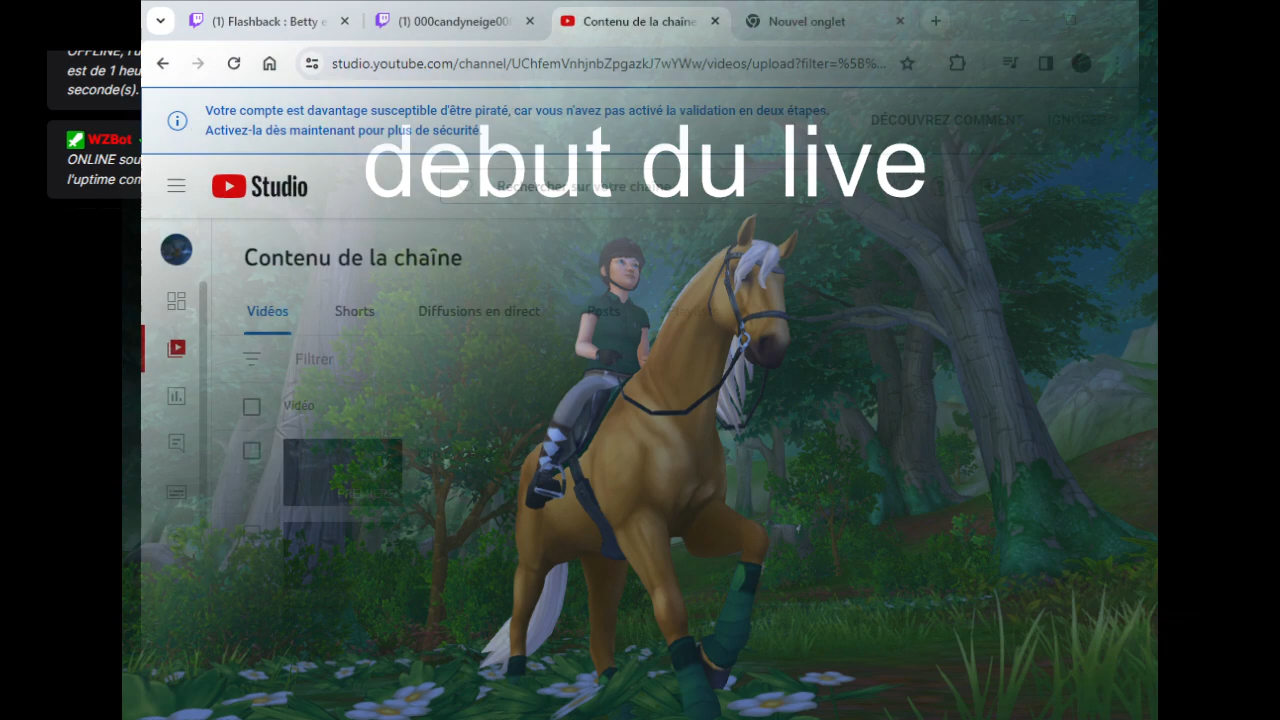 (1) Flashback : Betty e
(1) 000candyneige00
Contenu de la chaîne
Nouvel onglet
OFFLINE, l'u
est de 1 heu
seconde(s).
studio.youtube.com/channel/UChfemVnhjnbZpgazkJ7wYWw/videos/upload?filter=%5B%...
Votre compte est davantage susceptible d'être piraté, car vous n'avez pas activé la validation en deux étapes.
Activez-la dès maintenant pour plus de sécurité.
DÉCOUVREZ COMMENT
IGNORER
WZBot
ONLINE sou
l'uptime com
debut du live
Studio
Rechercher sur votre chaîne
Contenu de la chaîne
Vidéos
Shorts
Diffusions en direct
Posts
Filtrer
Vidéo